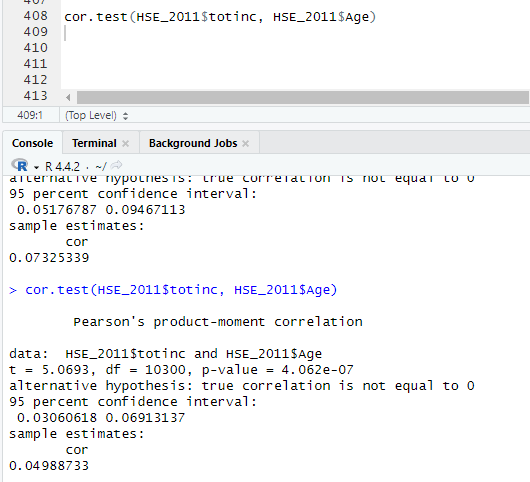 407
408 cor.test(HSE_2011$totinc, HSE_2011$Age)
409
410
411
412
413
409:1 (Top Level)
Console Terminal Background Jobs
R 4.4.2 · ~/
alternative hypothesis: true correlation is not equal to 0
95 percent confidence interval:
0.05176787 0.09467113
sample estimates:
cor
0.07325339
> cor.test(HSE_2011$totinc, HSE_2011$Age)
Pearson's product-moment correlation
data: HSE_2011$totinc and HSE_2011$Age
t = 5.0693, df = 10300, p-value = 4.062e-07
alternative hypothesis: true correlation is not equal to 0
95 percent confidence interval:
0.03060618 0.06913137
sample estimates:
cor
0.04988733